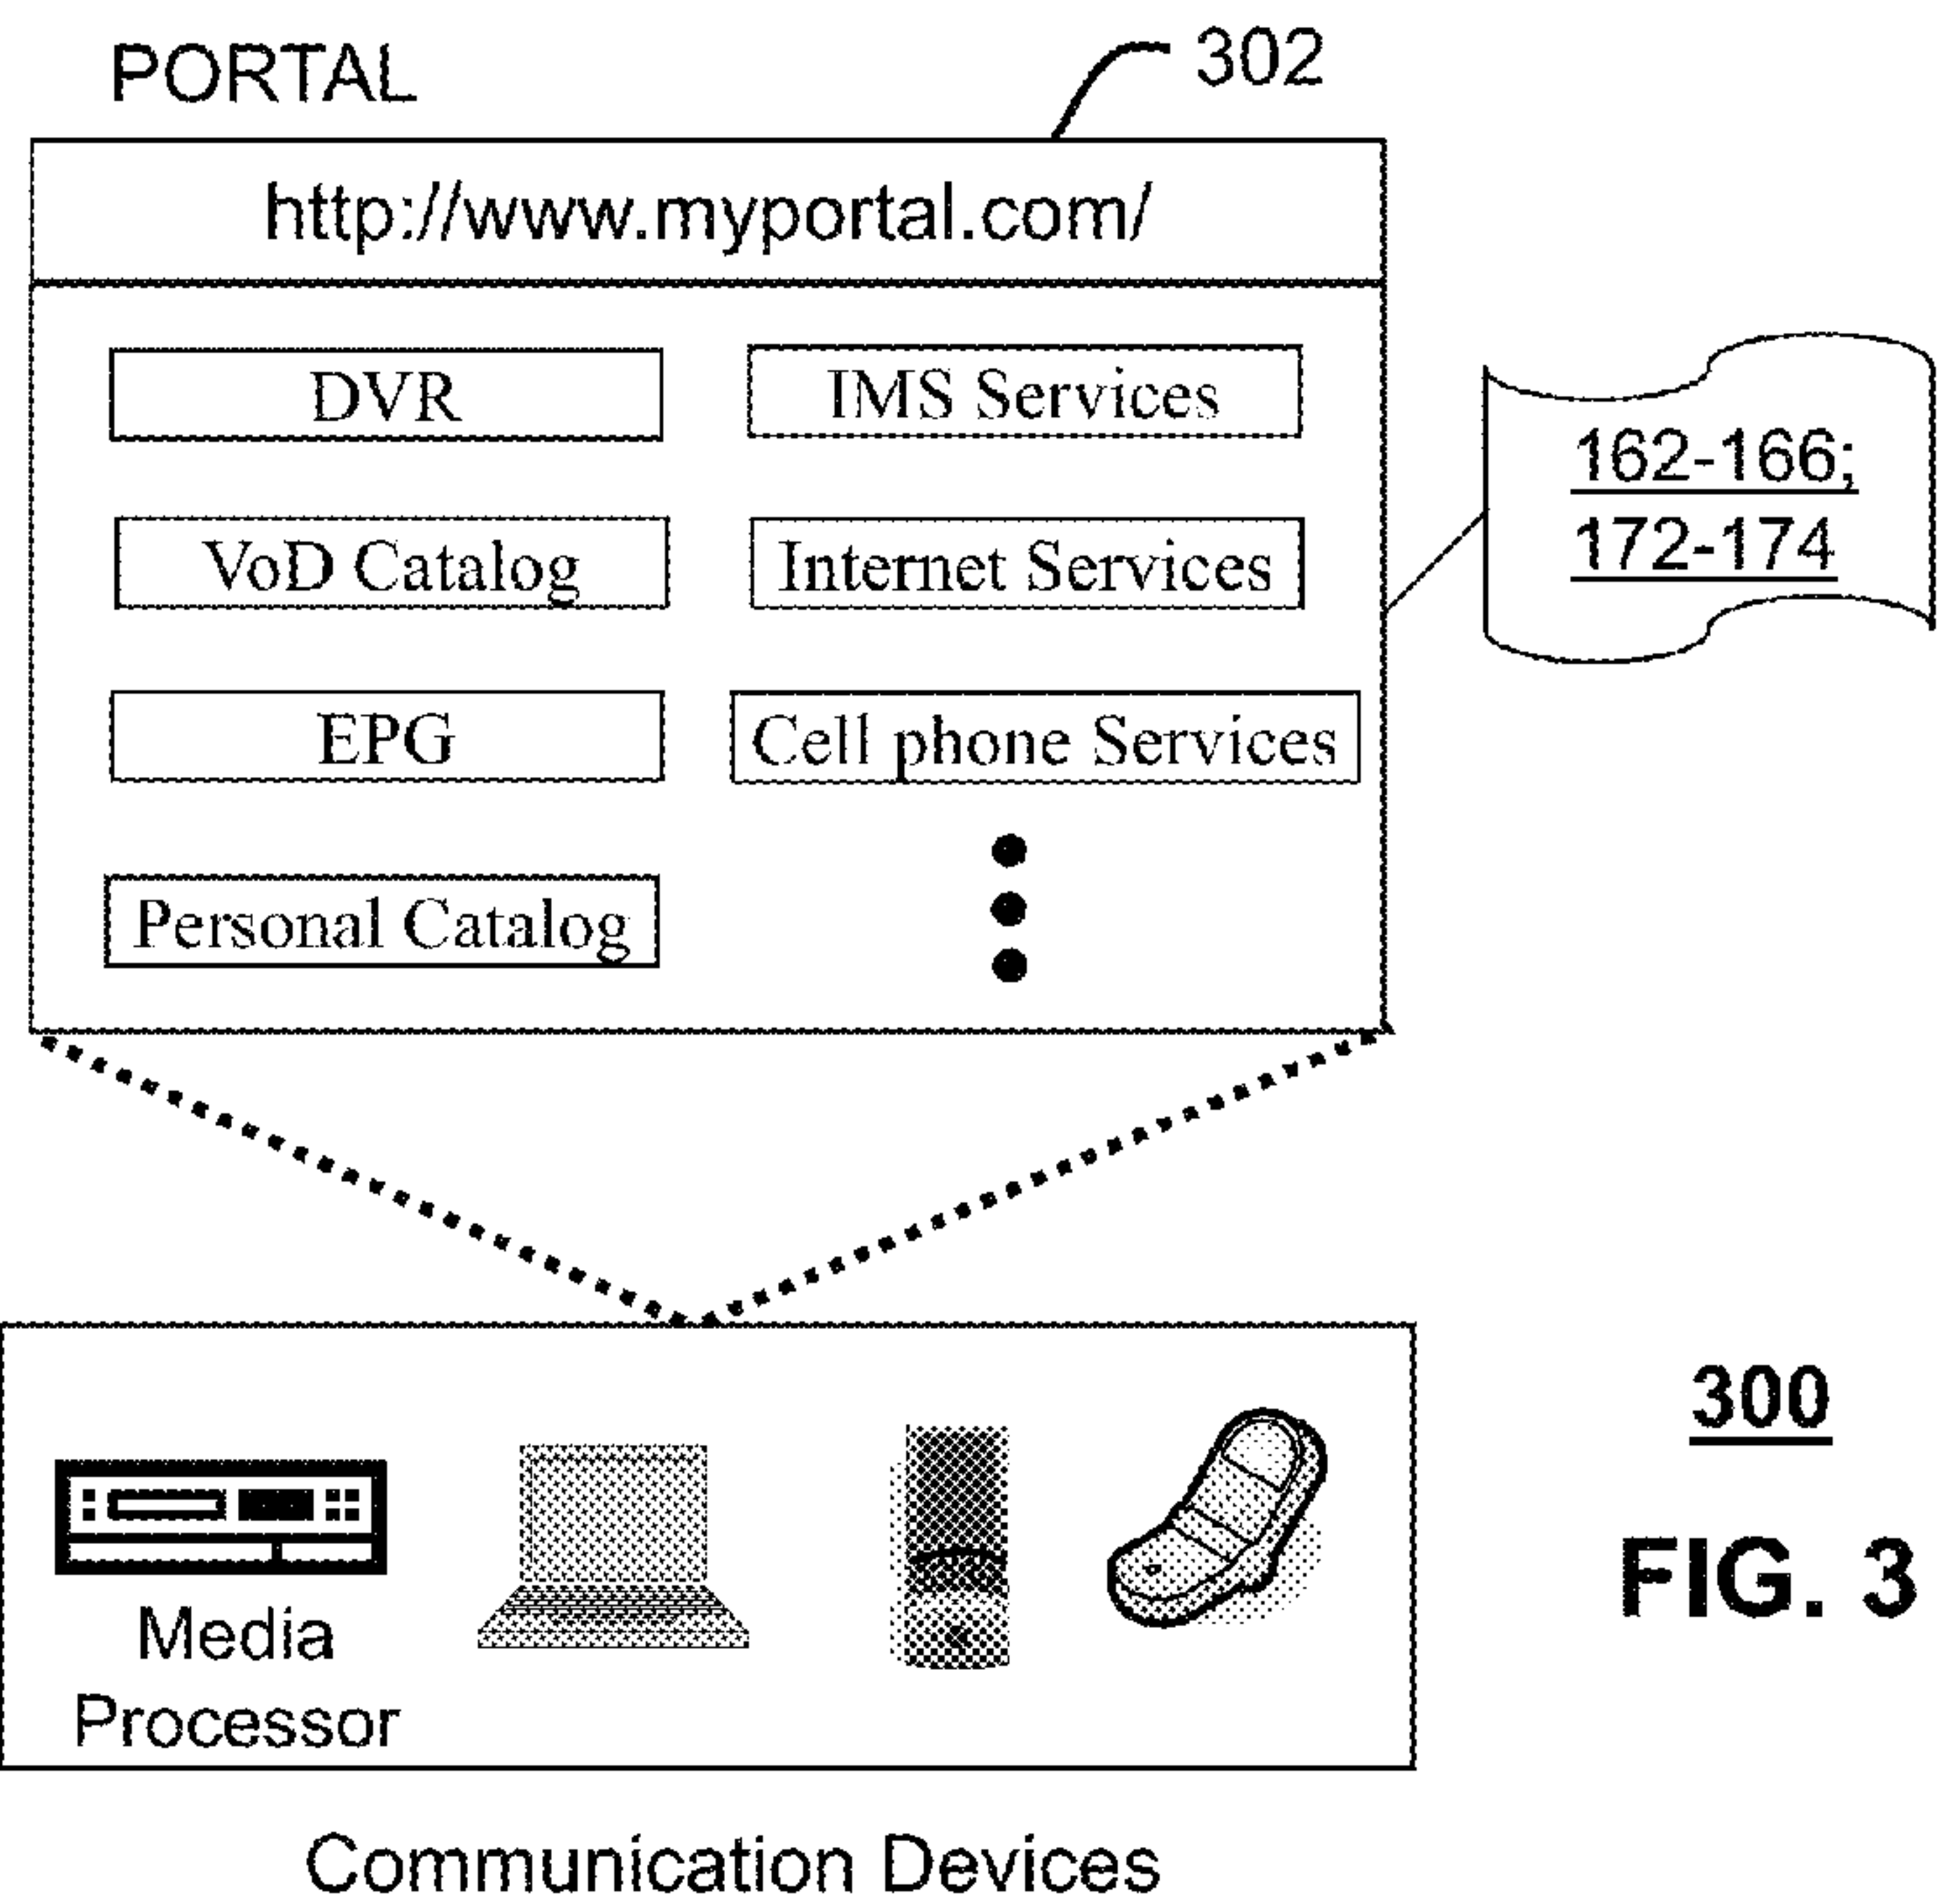 PORTAL
302
http://www.myportal.com/
DVR
IMS Services
162-166;
172-174
VoD Catalog
Internet Services
EPG
Cell phone Services
Personal Catalog
300
FIG. 3
Media
Processor
Communication Devices